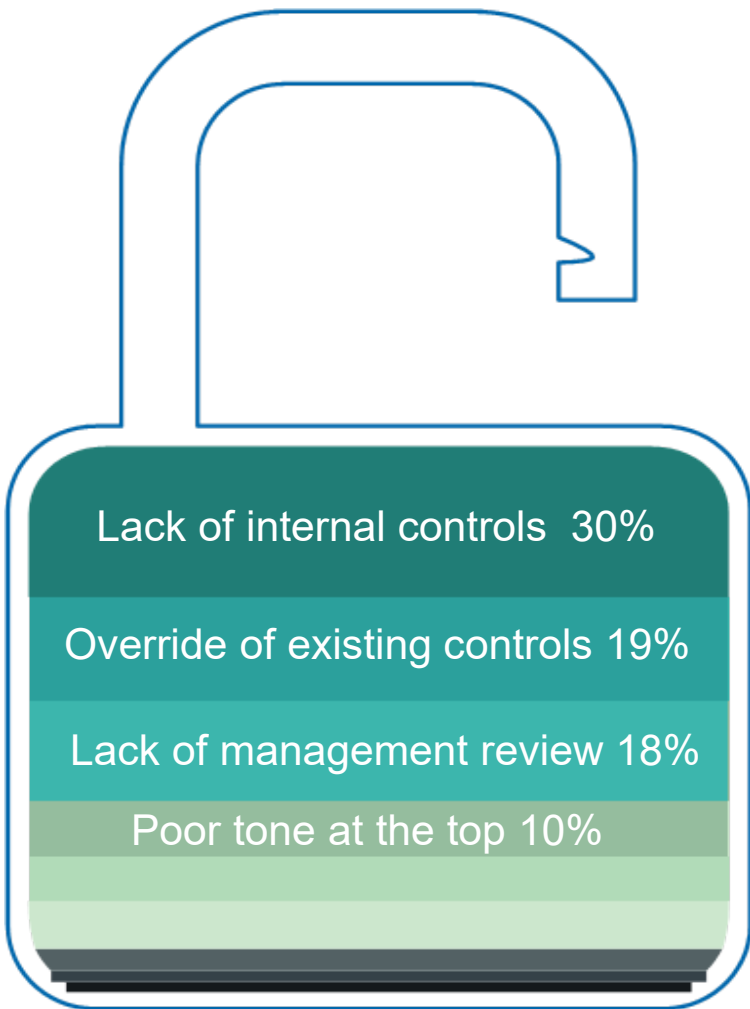 Lack of internal controls  30%
Override of existing controls 19%
Lack of management review 18%
Poor tone at the top 10%